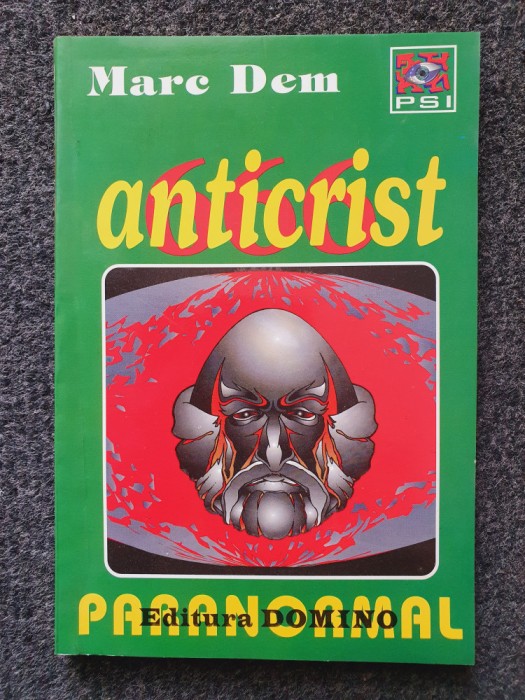 Marc Dem
PSI
666
anticrist
PARANORMAL
Editura DOMINO